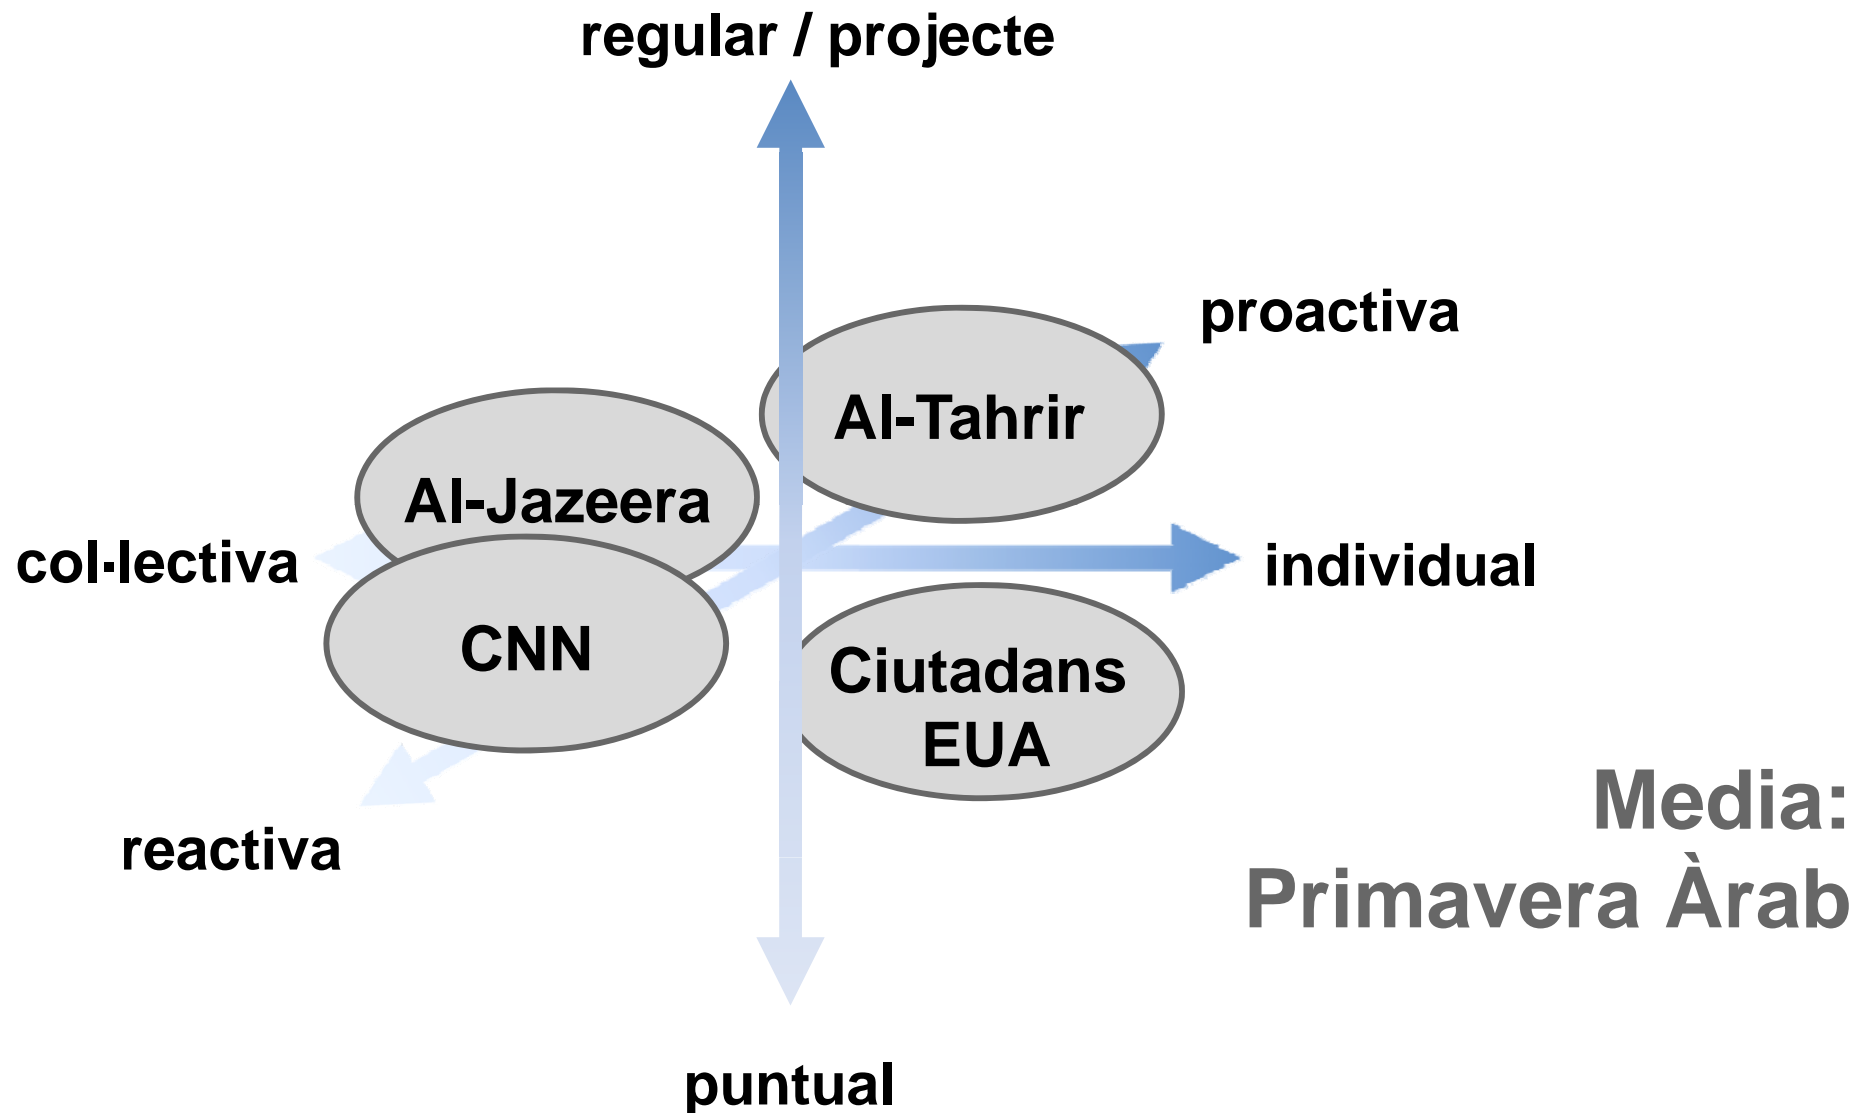 regular / projecte
proactiva
Al-Tahrir
Al-Jazeera
col·lectiva
individual
CNN
Ciutadans
EUA
Media:
Primavera Àrab
reactiva
puntual